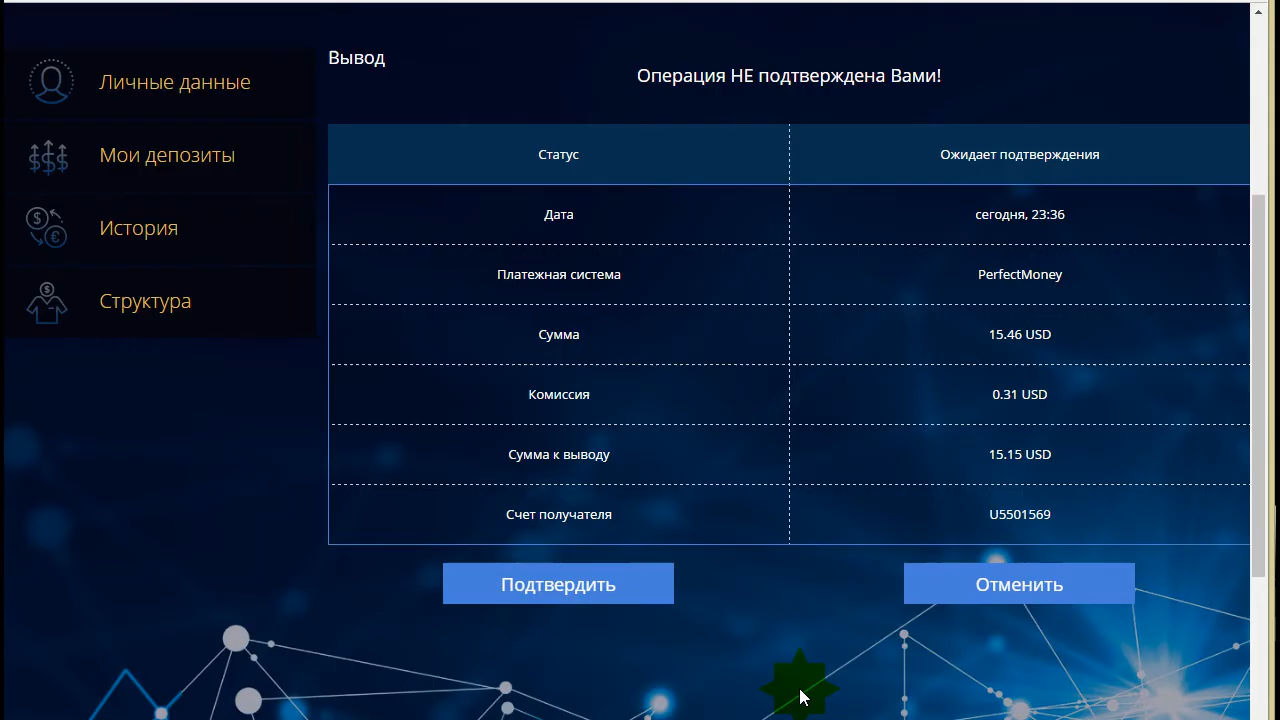 Вывод
Операция НЕ подтверждена Вами!
Личные данные
Мои депозиты
История
Структура
Статус Ожидает подтверждения
Дата сегодня, 23:36
Платежная система PerfectMoney
Сумма 15.46 USD
Комиссия 0.31 USD
Сумма к выводу 15.15 USD
Счет получателя U5501569
Подтвердить Отменить